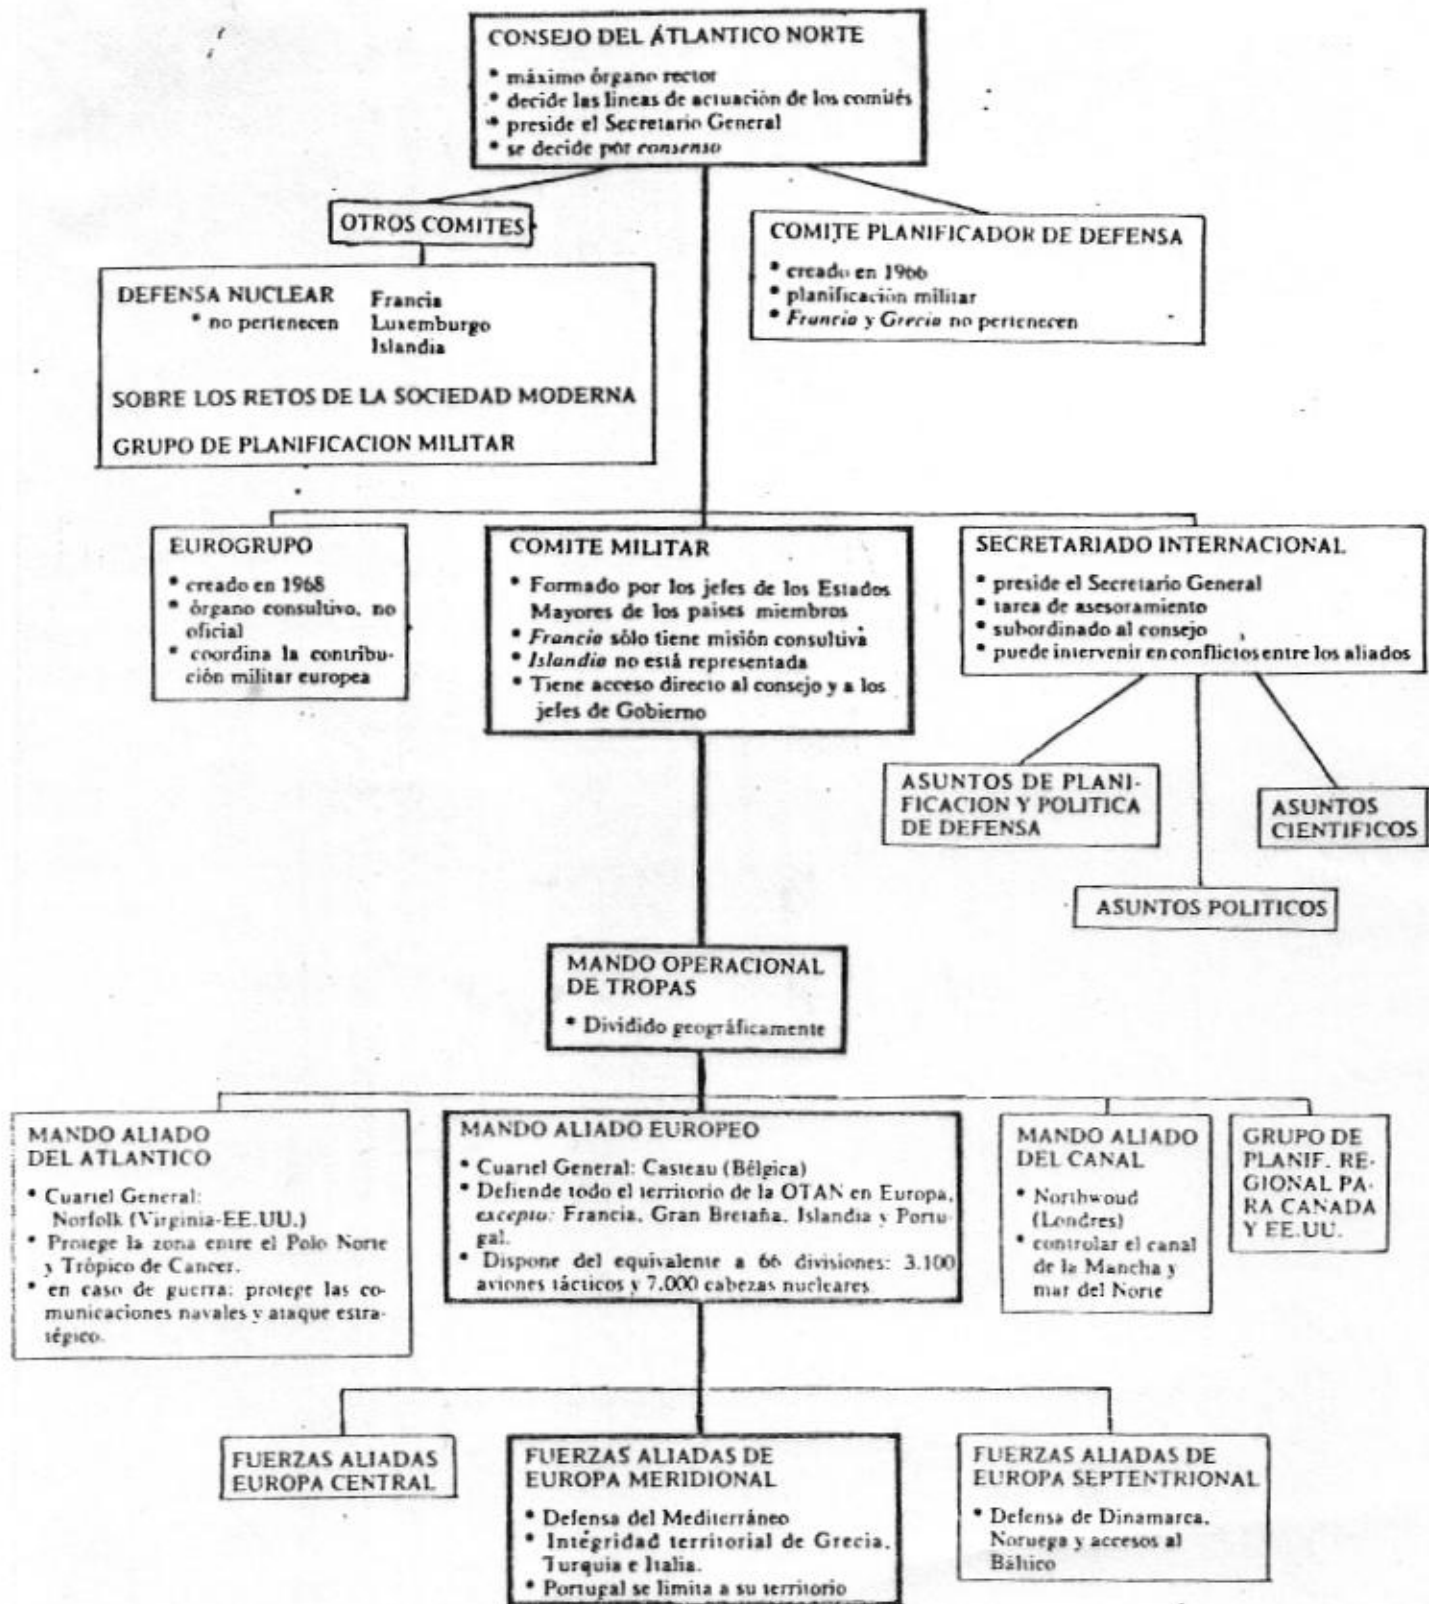 CONSEJO DEL ÁTLANTICO NORTE
* máximo órgano rector
* decide las líneas de actuación de los comités
* preside el Secretario General
* se decide por consenso
OTROS COMITES
COMITE PLANIFICADOR DE DEFENSA
* creado en 1966
* planificación militar
* Francia y Grecia no pertenecen
DEFENSA NUCLEAR
* no pertenecen
Francia
Luxemburgo
Islandia
SOBRE LOS RETOS DE LA SOCIEDAD MODERNA
GRUPO DE PLANIFICACION MILITAR
EUROGRUPO
* creado en 1968
* órgano consultivo, no
oficial
* coordina la contribu-
ción militar europea
COMITE MILITAR
* Formado por los jefes de los Estados
Mayores de los países miembros
* Francia sólo tiene misión consultiva
* Islandia no está representada
* Tiene acceso directo al consejo y a los
jefes de Gobierno
SECRETARIADO INTERNACIONAL
* preside el Secretario General
* tarea de asesoramiento
* subordinado al consejo
* puede intervenir en conflictos entre los aliados
ASUNTOS DE PLANI-
FICACION Y POLITICA
DE DEFENSA
ASUNTOS
CIENTIFICOS
ASUNTOS POLITICOS
MANDO OPERACIONAL
DE TROPAS
* Dividido geográficamente
MANDO ALIADO
DEL ATLANTICO
* Cuartel General:
Norfolk (Virginia-EE.UU.)
* Protege la zona entre el Polo Norte
y Trópico de Cancer.
* en caso de guerra: protege las co-
municaciones navales y ataque estra-
tégico.
MANDO ALIADO EUROPEO
* Cuartel General: Casteau (Bélgica)
* Defiende todo el territorio de la OTAN en Europa,
excepto: Francia, Gran Bretaña, Islandia y Portu-
gal.
* Dispone del equivalente a 66 divisiones: 3.100
aviones tácticos y 7.000 cabezas nucleares.
MANDO ALIADO
DEL CANAL
* Northwoud
(Londres)
* controlar el canal
de la Mancha y
mar del Norte
GRUPO DE
PLANIF. RE-
GIONAL PA-
RA CANADA
Y EE.UU.
FUERZAS ALIADAS
EUROPA CENTRAL
FUERZAS ALIADAS DE
EUROPA MERIDIONAL
* Defensa del Mediterráneo
* Intégridad territorial de Grecia,
Turquía e Italia.
* Portugal se limita a su territorio
FUERZAS ALIADAS DE
EUROPA SEPTENTRIONAL
* Defensa de Dinamarca,
Noruega y accesos al
Báltico